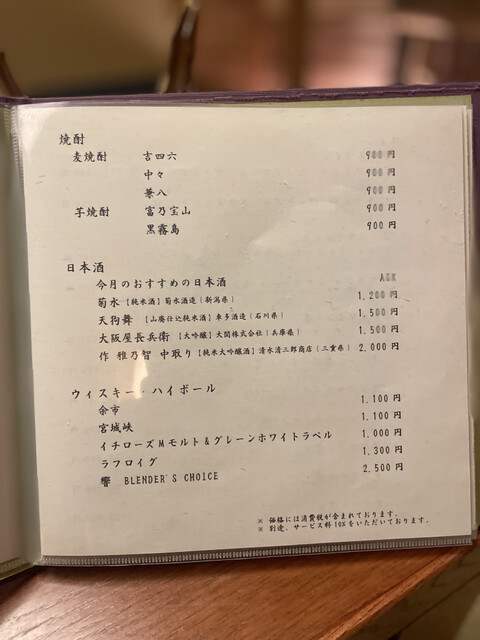 焼酎
麦焼酎 吉四六 900円
中々 900円
兼八 900円
芋焼酎 富乃宝山 900円
黒霧島 900円
日本酒
今月のおすすめの日本酒 ASK
菊水 【純米酒】菊水酒造(新潟県) 1,200円
天狗舞 【山廃仕込純米酒】車多酒造(石川県) 1,500円
大阪屋長兵衛 【大吟醸】大関株式会社(兵庫県) 1,500円
作 雅乃智 中取り【純米大吟醸酒】清水清三郎商店(三重県) 2,000円
ウィスキー・ハイボール
余市 1,100円
宮城峡 1,100円
イチローズMモルト&グレーンホワイトラベル 1,000円
ラフロイグ 1,300円
響 BLENDER'S CHOICE 2,500円
※ 価格には消費税が含まれております。
※ 別途、サービス料10%をいただいております。